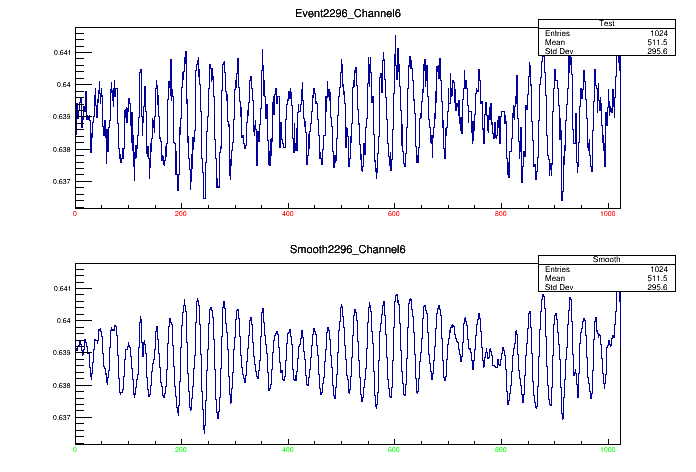 Event2296_Channel6
Test
Entries 1024
Mean 511.5
Std Dev 295.6
0.641
0.64
0.639
0.638
0.637
0 200 400 600 800 1000
Smooth2296_Channel6
Smooth
Entries 1024
Mean 511.5
Std Dev 295.6
0.641
0.64
0.639
0.638
0.637
0 200 400 600 800 1000